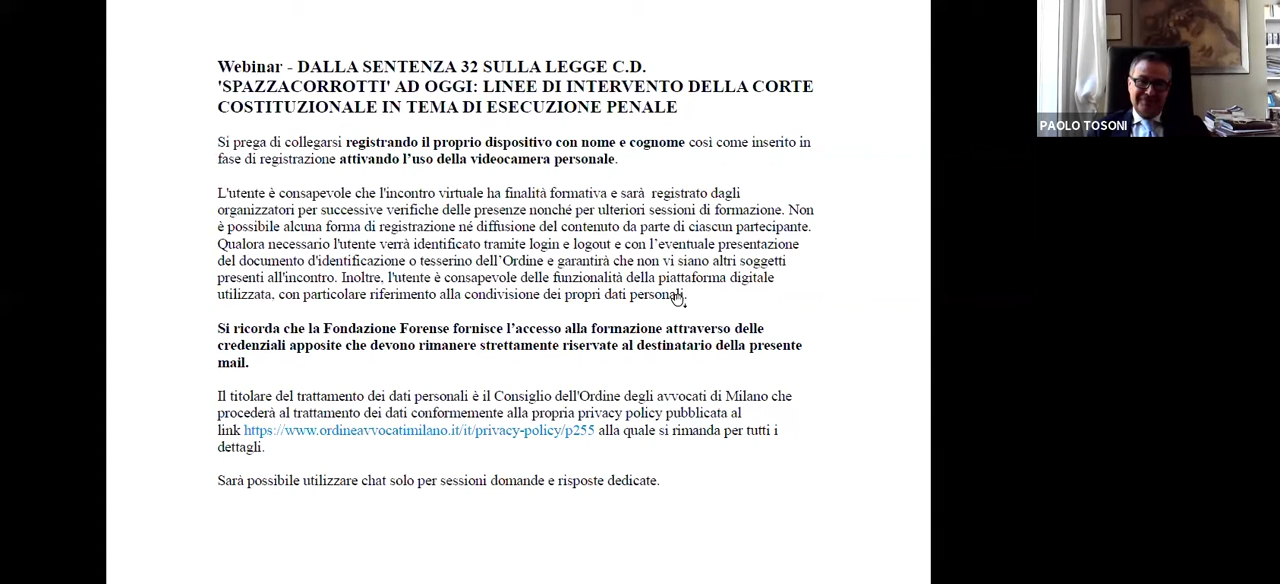 Webinar - DALLA SENTENZA 32 SULLA LEGGE C.D.
'SPAZZACORROTTI' AD OGGI: LINEE DI INTERVENTO DELLA CORTE
COSTITUZIONALE IN TEMA DI ESECUZIONE PENALE
Si prega di collegarsi registrando il proprio dispositivo con nome e cognome così come inserito in
fase di registrazione attivando l’uso della videocamera personale.
L'utente è consapevole che l'incontro virtuale ha finalità formativa e sarà registrato dagli
organizzatori per successive verifiche delle presenze nonché per ulteriori sessioni di formazione. Non
è possibile alcuna forma di registrazione né diffusione del contenuto da parte di ciascun partecipante.
Qualora necessario l'utente verrà identificato tramite login e logout e con l’eventuale presentazione
del documento d'identificazione o tesserino dell’Ordine e garantirà che non vi siano altri soggetti
presenti all'incontro. Inoltre, l'utente è consapevole delle funzionalità della piattaforma digitale
utilizzata, con particolare riferimento alla condivisione dei propri dati personali.
Si ricorda che la Fondazione Forense fornisce l’accesso alla formazione attraverso delle
credenziali apposite che devono rimanere strettamente riservate al destinatario della presente
mail.
Il titolare del trattamento dei dati personali è il Consiglio dell'Ordine degli avvocati di Milano che
procederà al trattamento dei dati conformemente alla propria privacy policy pubblicata al
link https://www.ordineavvocatimilano.it/it/privacy-policy/p255 alla quale si rimanda per tutti i
dettagli.
Sarà possibile utilizzare chat solo per sessioni domande e risposte dedicate.
PAOLO TOSONI